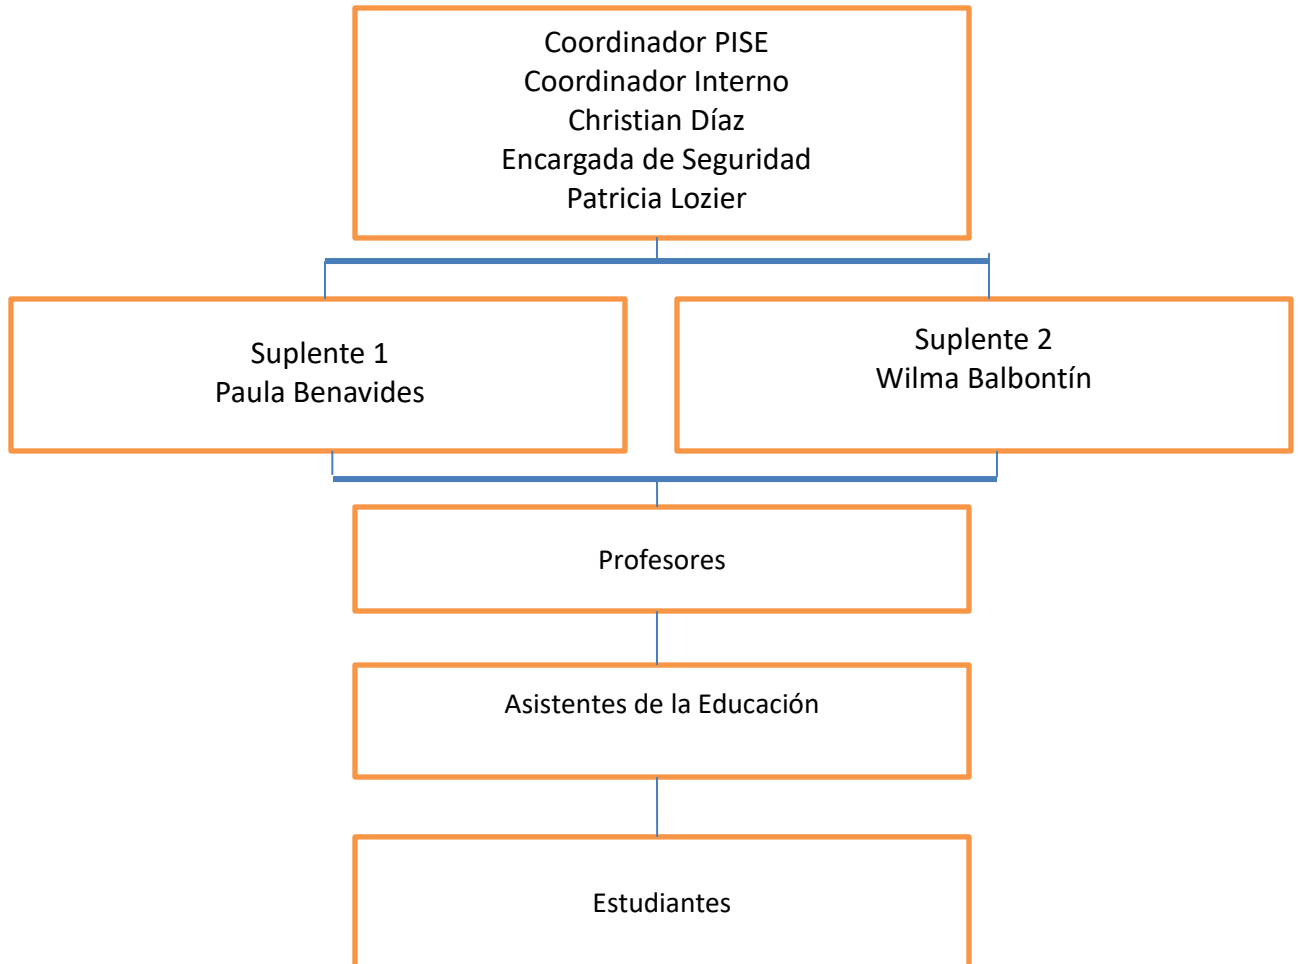 Coordinador PISE
Coordinador Interno
Christian Díaz
Encargada de Seguridad
Patricia Lozier
Suplente 1
Paula Benavides
Suplente 2
Wilma Balbontín
Profesores
Asistentes de la Educación
Estudiantes